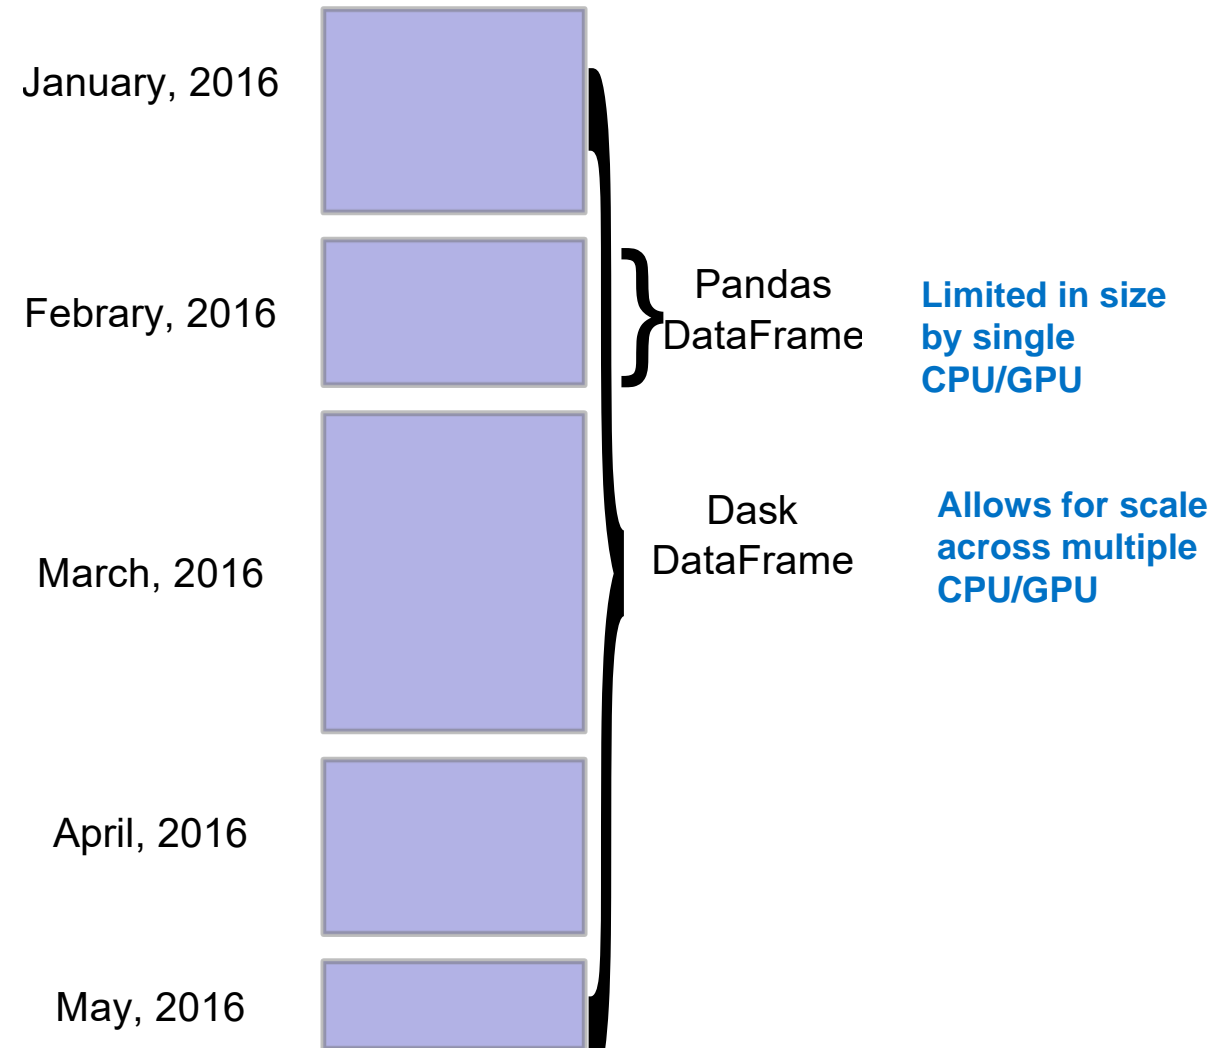 January, 2016
Febrary, 2016
Pandas
DataFrame
Limited in size
by single
CPU/GPU
March, 2016
Dask
DataFrame
Allows for scale
across multiple
CPU/GPU
April, 2016
May, 2016